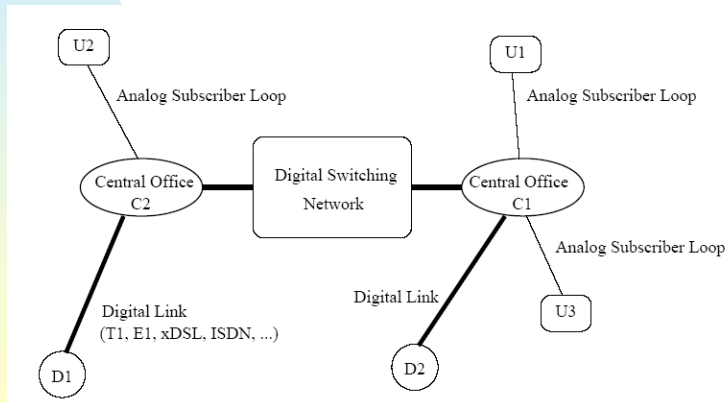 U2
U1
Analog Subscriber Loop
Analog Subscriber Loop
Central Office
C2
Digital Switching
Network
Central Office
C1
Analog Subscriber Loop
Digital Link
Digital Link
(T1, E1, xDSL, ISDN, ...)
U3
D1
D2